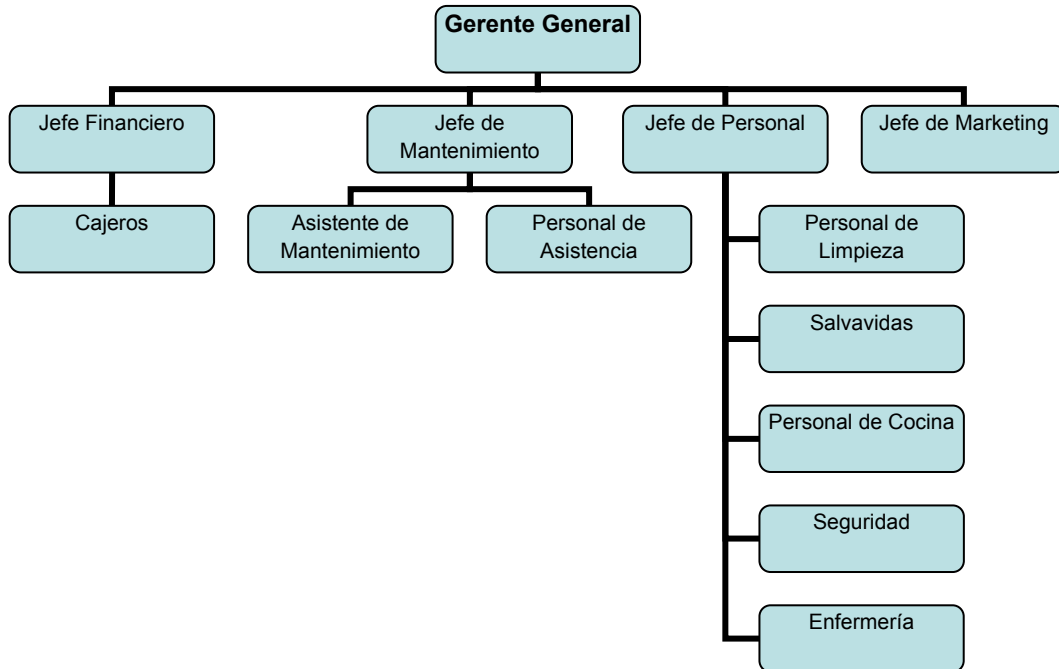 Gerente General
Jefe Financiero
Jefe de
Mantenimiento
Jefe de Personal
Jefe de Marketing
Cajeros
Asistente de
Mantenimiento
Personal de
Asistencia
Personal de
Limpieza
Salvavidas
Personal de Cocina
Seguridad
Enfermería